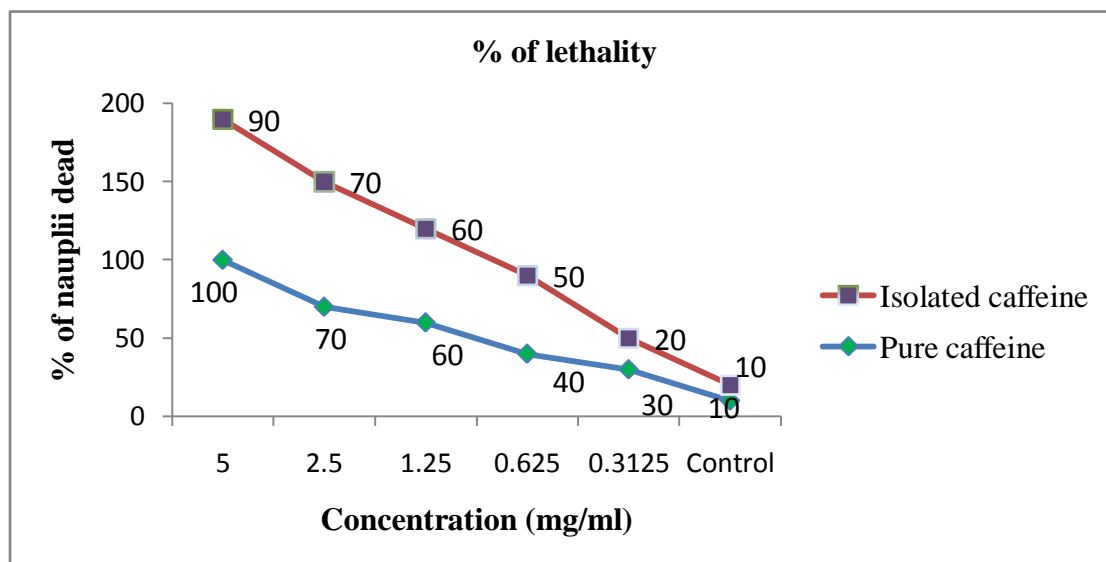 % of lethality
% of nauplii dead
200
150
100
50
0
90
70
60
50
20
10
100
70
60
40
30
10
5 2.5 1.25 0.625 0.3125 Control
Concentration (mg/ml)
Isolated caffeine
Pure caffeine